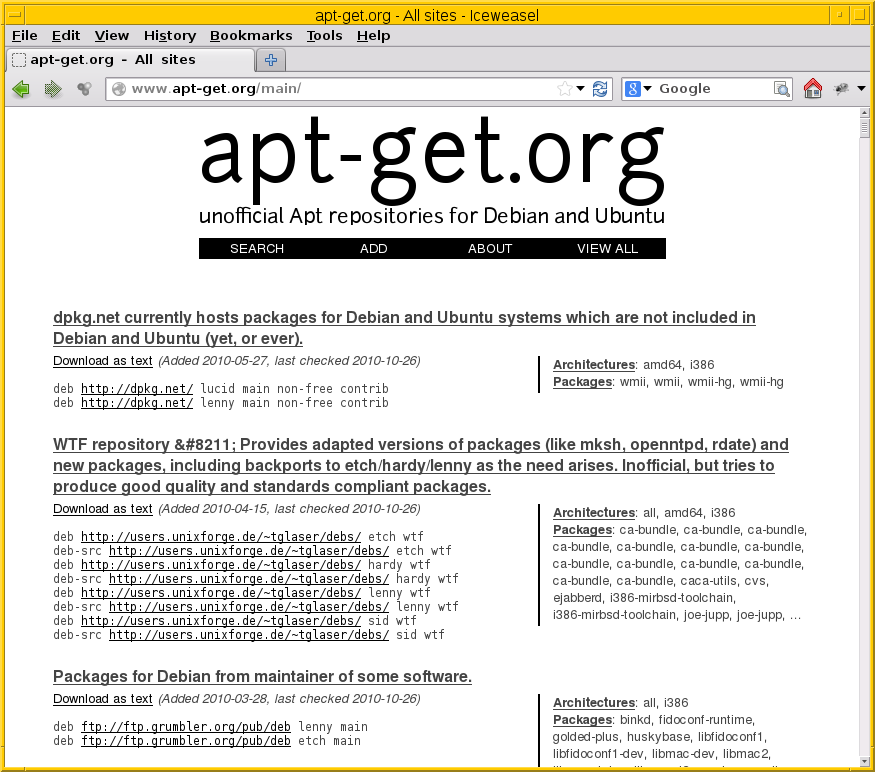 apt-get.org - All sites - Iceweasel
File Edit View History Bookmarks Tools Help
apt-get.org - All sites
www.apt-get.org/main/
Google
apt-get.org
unofficial Apt repositories for Debian and Ubuntu
SEARCH ADD ABOUT VIEW ALL
dpkg.net currently hosts packages for Debian and Ubuntu systems which are not included in
Debian and Ubuntu (yet, or ever).
Download as text (Added 2010-05-27, last checked 2010-10-26)
deb http://dpkg.net/ lucid main non-free contrib
deb http://dpkg.net/ lenny main non-free contrib
Architectures: amd64, i386
Packages: wmii, wmii, wmii-hg, wmii-hg
WTF repository &#8211; Provides adapted versions of packages (like mksh, openntpd, rdate) and
new packages, including backports to etch/hardy/lenny as the need arises. Inofficial, but tries to
produce good quality and standards compliant packages.
Download as text (Added 2010-04-15, last checked 2010-10-26)
deb http://users.unixforge.de/~tglaser/debs/ etch wtf
deb-src http://users.unixforge.de/~tglaser/debs/ etch wtf
deb http://users.unixforge.de/~tglaser/debs/ hardy wtf
deb-src http://users.unixforge.de/~tglaser/debs/ hardy wtf
deb http://users.unixforge.de/~tglaser/debs/ lenny wtf
deb-src http://users.unixforge.de/~tglaser/debs/ lenny wtf
deb http://users.unixforge.de/~tglaser/debs/ sid wtf
deb-src http://users.unixforge.de/~tglaser/debs/ sid wtf
Architectures: all, amd64, i386
Packages: ca-bundle, ca-bundle, ca-bundle,
ca-bundle, ca-bundle, ca-bundle, ca-bundle,
ca-bundle, ca-bundle, ca-bundle, ca-bundle,
ca-bundle, ca-bundle, caca-utils, cvs,
ejabberd, i386-mirbsd-toolchain,
i386-mirbsd-toolchain, joe-jupp, joe-jupp, ...
Packages for Debian from maintainer of some software.
Download as text (Added 2010-03-28, last checked 2010-10-26)
deb ftp://ftp.grumbler.org/pub/deb lenny main
deb ftp://ftp.grumbler.org/pub/deb etch main
Architectures: all, i386
Packages: binkd, fidoconf-runtime,
golded-plus, huskybase, libfidoconf1,
libfidoconf1-dev, libmac-dev, libmac2,